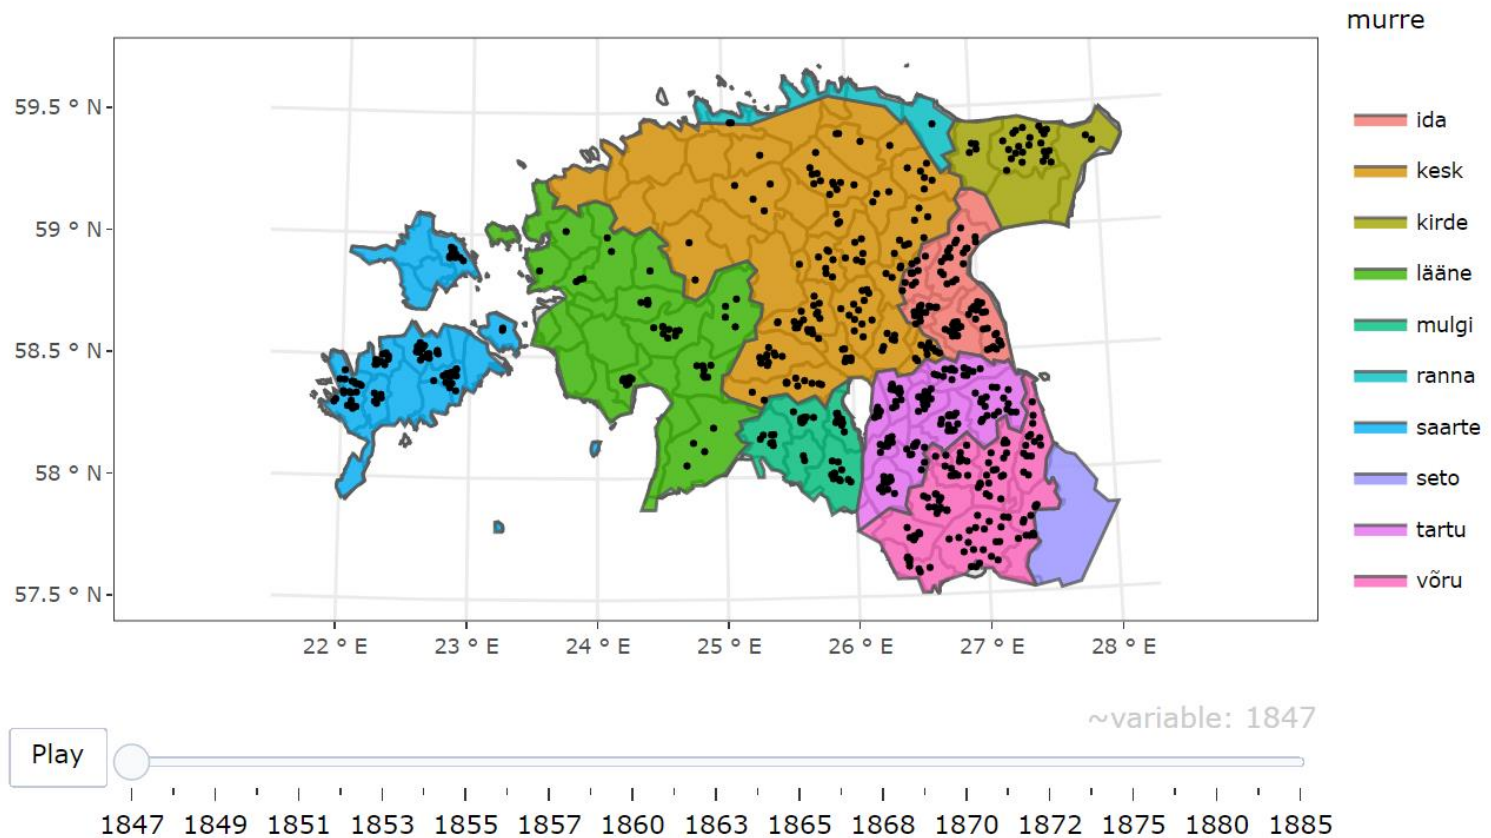 murre
59.5 ° N
59 ° N
58.5 ° N
58 ° N
57.5 ° N
22 ° E 23 ° E 24 ° E 25 ° E 26 ° E 27 ° E 28 ° E
ida
kesk
kirde
lääne
mulgi
ranna
saarte
seto
tartu
võru
~variable: 1847
Play
1847 1849 1851 1853 1855 1857 1860 1863 1865 1868 1870 1872 1875 1880 1885